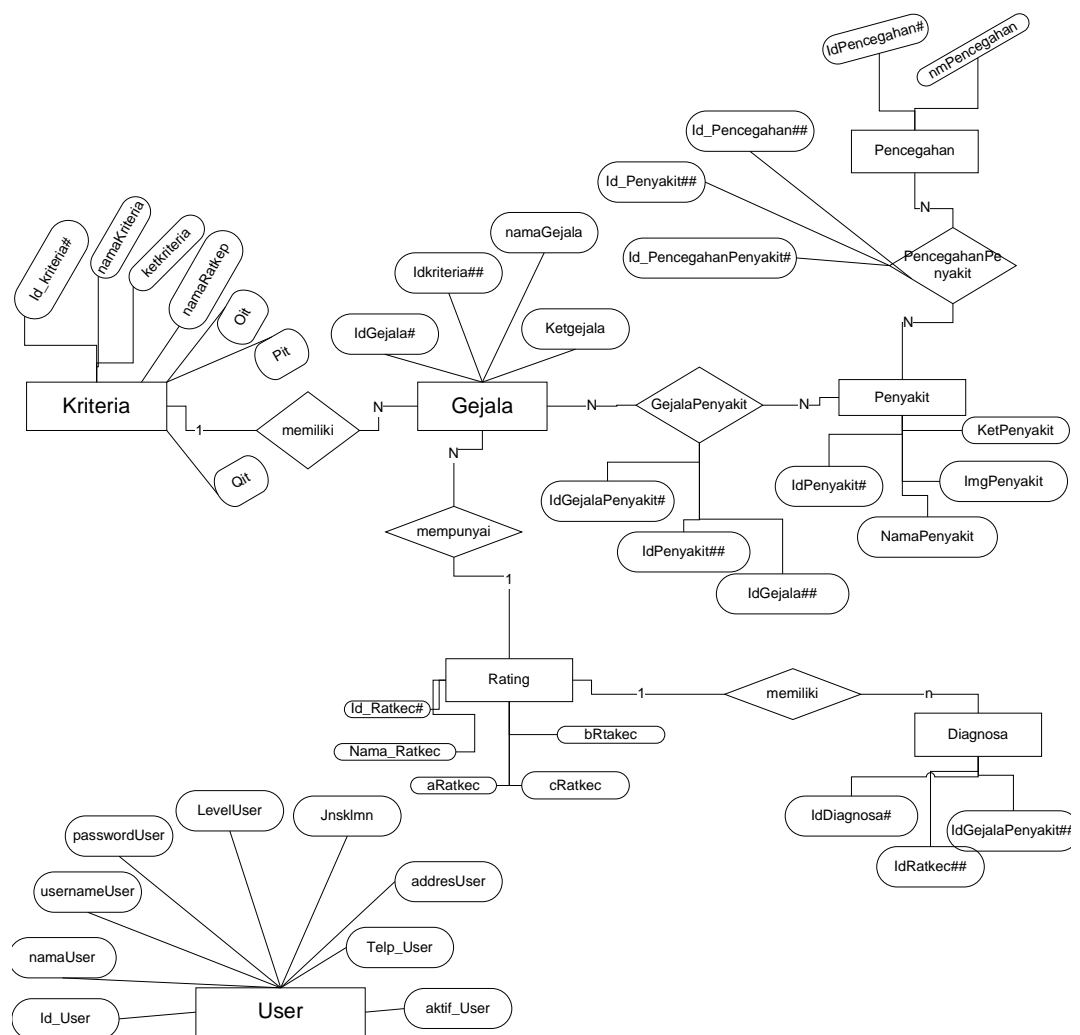 IdPencegahan#
nmPencegahan
Id_Pencegahan##
Pencegahan
Id_Penyakit##
N
Id_PencegahanPenyakit#
PencegahanPe
nyakit
N
Id_kriteria#
namaKriteria
ketkriteria
namaRatkep
Oit
Pit
namaGejala
Idkriteria##
IdGejala#
Ketgejala
Kriteria
1
memiliki
N
Gejala
N
GejalaPenyakit
N
Penyakit
Qit
KetPenyakit
IdPenyakit#
ImgPenyakit
NamaPenyakit
IdGejalaPenyakit#
IdPenyakit##
IdGejala##
N
mempunyai
1
Rating
1
memiliki
n
Diagnosa
Id_Ratkec#
Nama_Ratkec
bRtakec
aRatkec
cRatkec
IdDiagnosa#
IdGejalaPenyakit##
IdRatkec##
LevelUser
Jnsklmn
passwordUser
addresUser
usernameUser
Telp_User
namaUser
Id_User
User
aktif_User